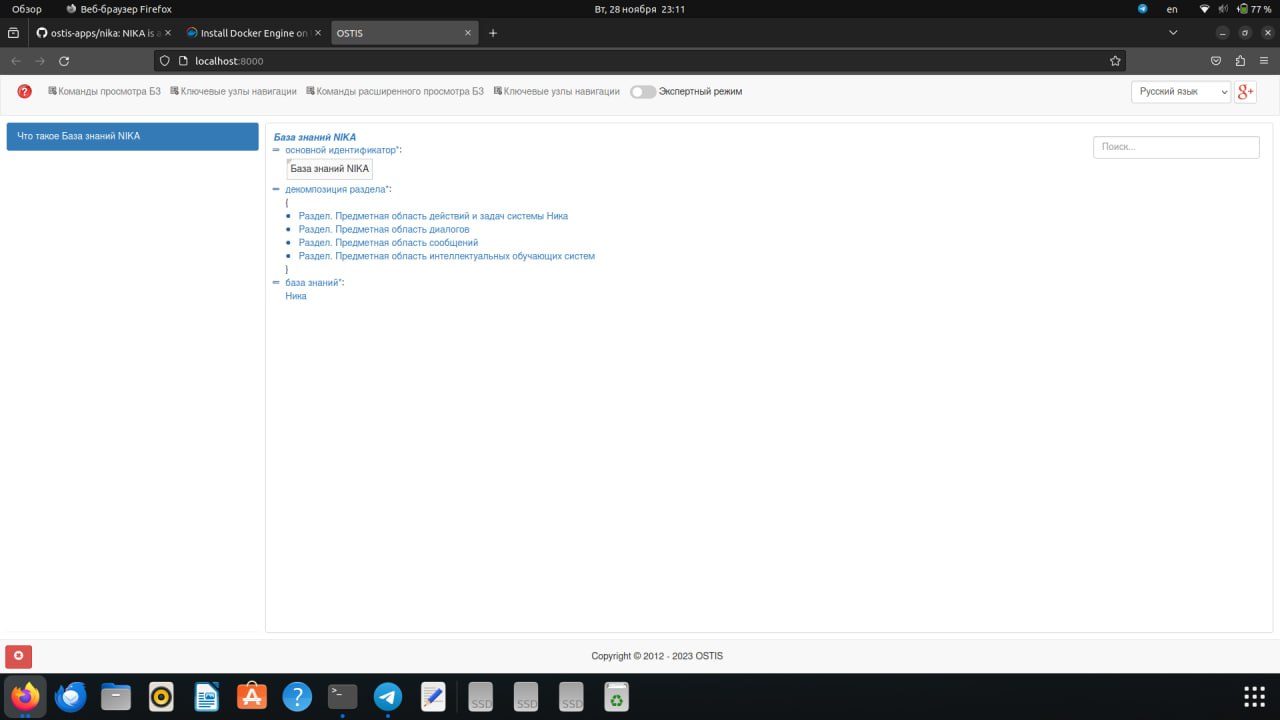 Обзор Веб-браузер Firefox Вт, 28 ноября 23:11 en 77 %
ostis-apps/nika: NIKA is a Install Docker Engine on OSTIS
localhost:8000
Команды просмотра БЗ Ключевые узлы навигации Команды расширенного просмотра БЗ Ключевые узлы навигации Экспертный режим Русский язык g+
Что такое База знаний NIKA
База знаний NIKA
Поиск...
основной идентификатор*:
База знаний NIKA
декомпозиция раздела*:
{
Раздел. Предметная область действий и задач системы Ника
Раздел. Предметная область диалогов
Раздел. Предметная область сообщений
Раздел. Предметная область интеллектуальных обучающих систем
}
база знаний*:
Ника
Copyright © 2012 - 2023 OSTIS
SSD SSD SSD